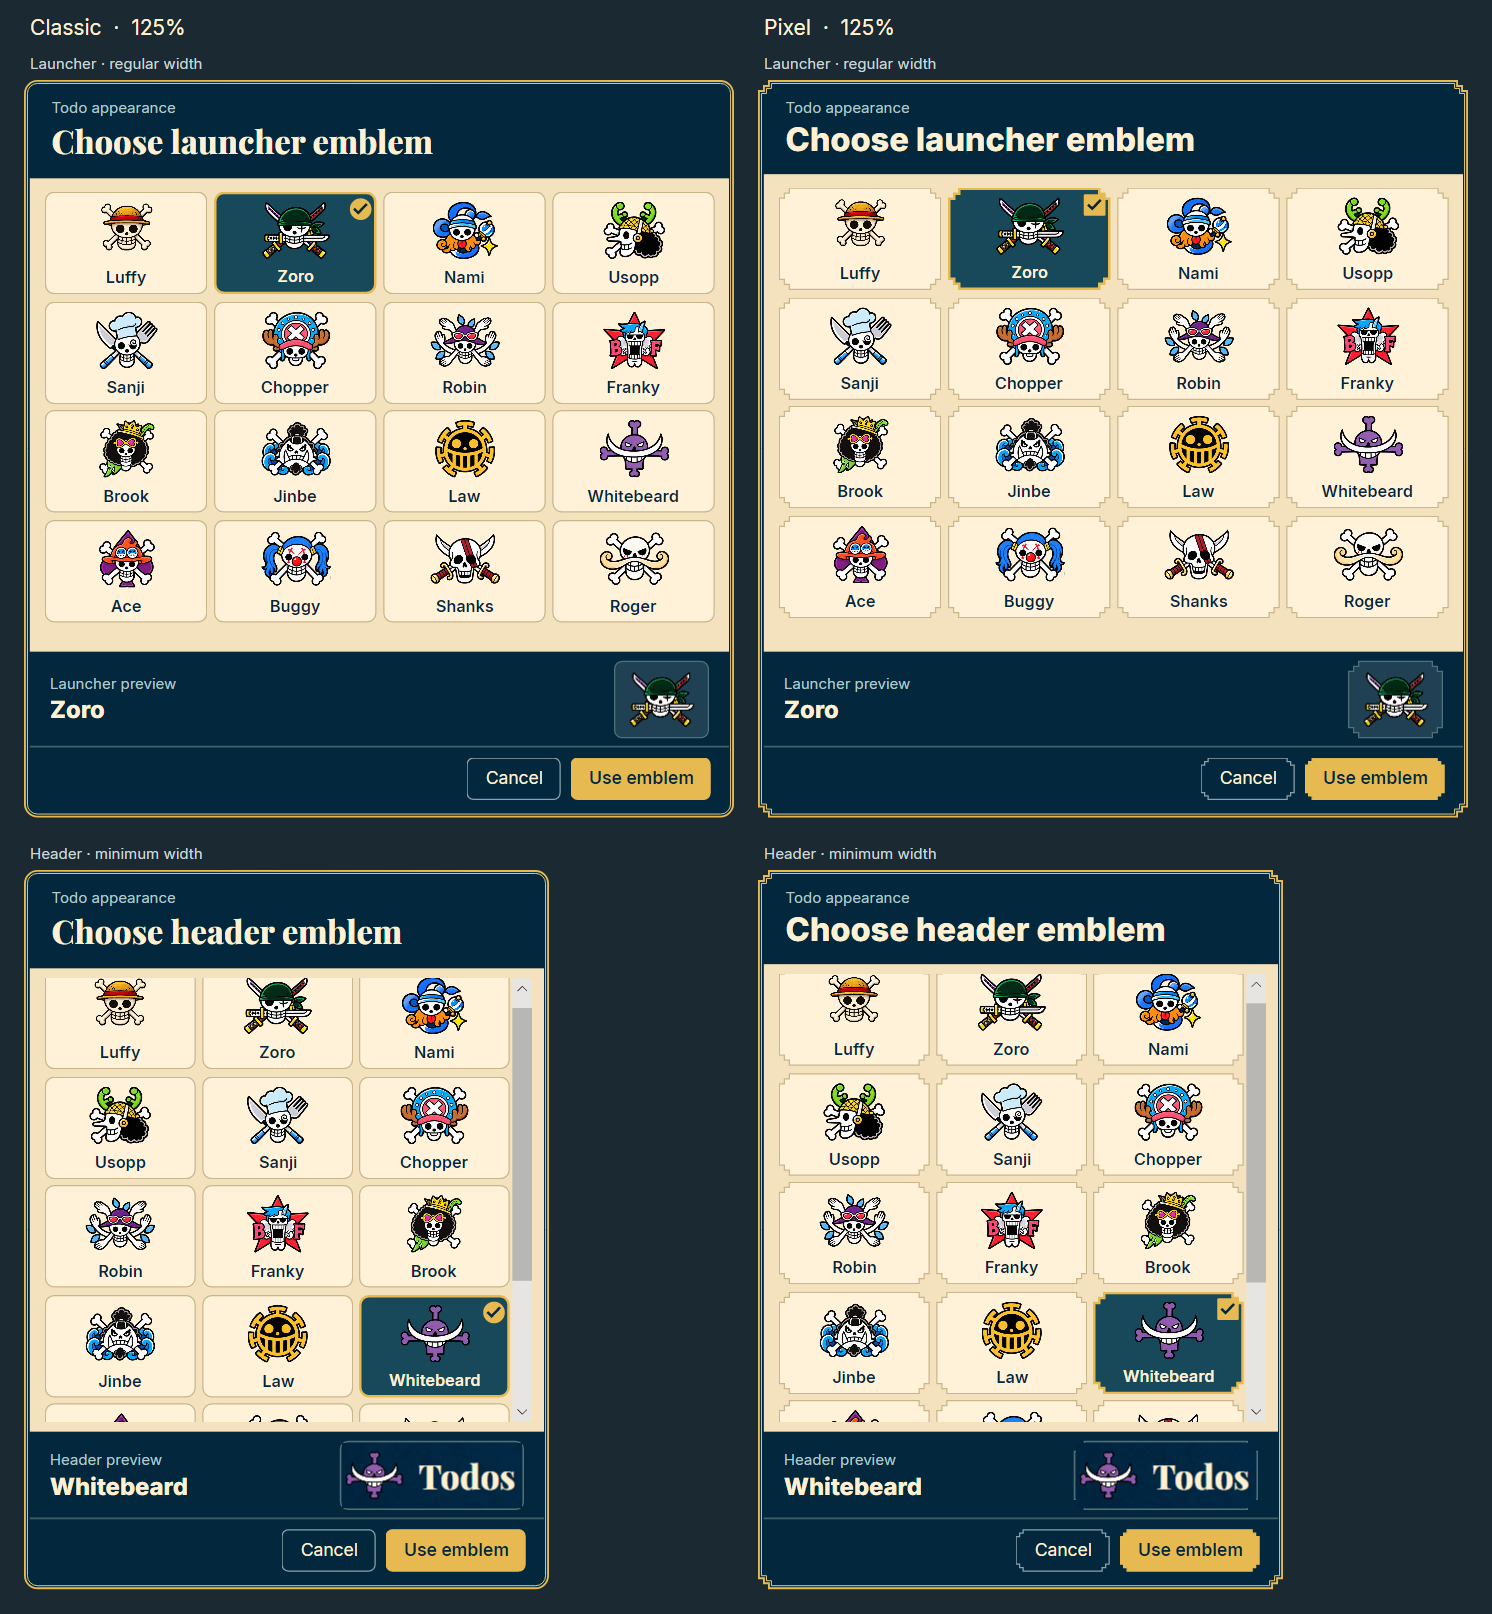 Classic · 125%
Launcher · regular width
Todo appearance
Choose launcher emblem
Luffy
Zoro
Nami
Usopp
Sanji
Chopper
Robin
B F
Franky
Brook
Jinbe
Law
Whitebeard
Ace
Buggy
Shanks
Roger
Launcher preview
Zoro
Cancel
Use emblem
Pixel · 125%
Launcher · regular width
Todo appearance
Choose launcher emblem
Luffy
Zoro
Nami
Usopp
Sanji
Chopper
Robin
B F
Franky
Brook
Jinbe
Law
Whitebeard
Ace
Buggy
Shanks
Roger
Launcher preview
Zoro
Cancel
Use emblem
Header · minimum width
Todo appearance
Choose header emblem
Luffy
Zoro
Nami
Usopp
Sanji
Chopper
Robin
B F
Franky
Brook
Jinbe
Law
Whitebeard
Header preview
Whitebeard
Todos
Cancel
Use emblem
Header · minimum width
Todo appearance
Choose header emblem
Luffy
Zoro
Nami
Usopp
Sanji
Chopper
Robin
B F
Franky
Brook
Jinbe
Law
Whitebeard
Header preview
Whitebeard
Todos
Cancel
Use emblem